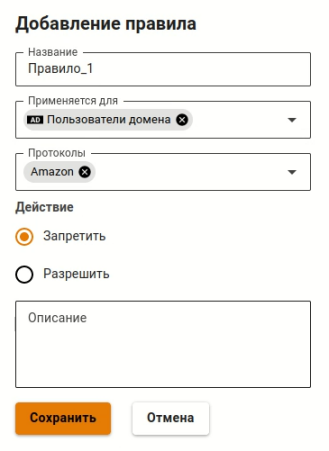 Добавление правила
Название
Правило_1
Применяется для
AD Пользователи домена
Протоколы
Amazon
Действие
Запретить
Разрешить
Описание
Сохранить Отмена